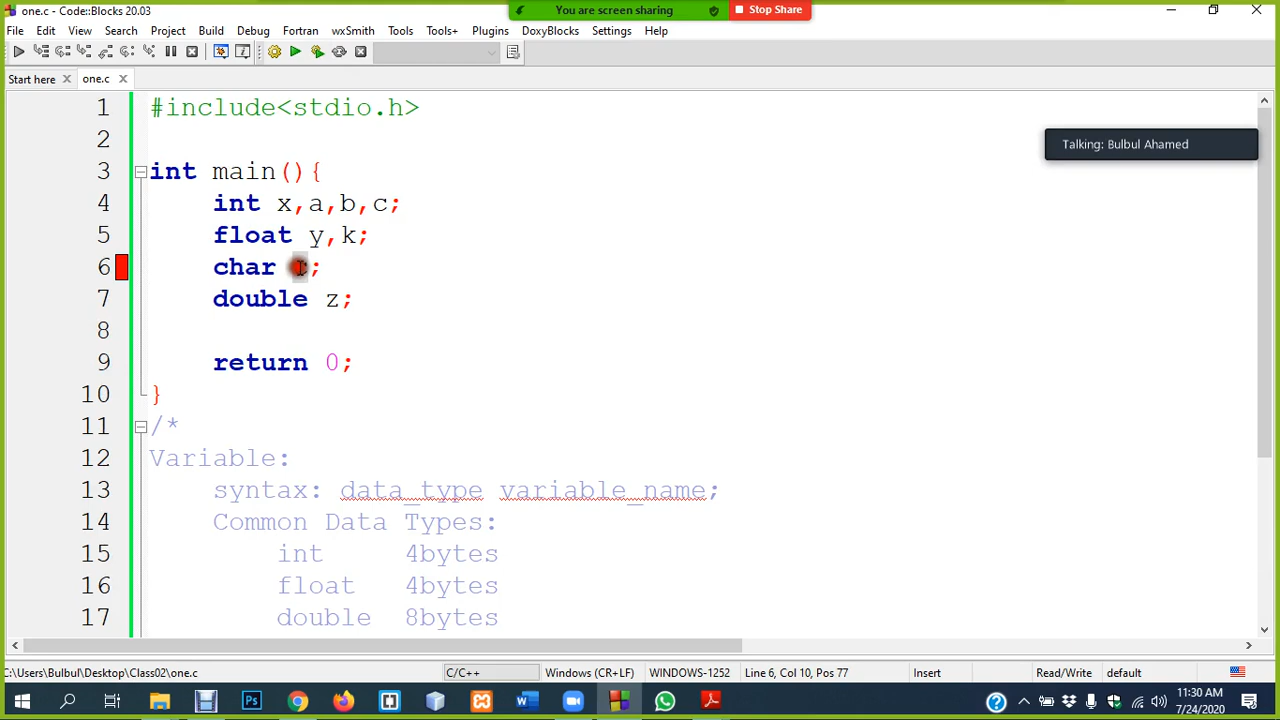 one.c - Code::Blocks 20.03
You are screen sharing
Stop Share
File Edit View Search Project Build Debug Fortran wxSmith Tools Tools+ Plugins DoxyBlocks Settings Help
Start here one.c
Talking: Bulbul Ahamed
1 #include<stdio.h>
2
3 int main(){
4 int x,a,b,c;
5 float y,k;
6 char ;
7 double z;
8
9 return 0;
10 }
11 /*
12 Variable:
13 syntax: data_type variable_name;
14 Common Data Types:
15 int 4bytes
16 float 4bytes
17 double 8bytes
C:\Users\Bulbul\Desktop\Class02\one.c C/C++ Windows (CR+LF) WINDOWS-1252 Line 6, Col 10, Pos 77 Insert Read/Write default
11:30 AM
7/24/2020